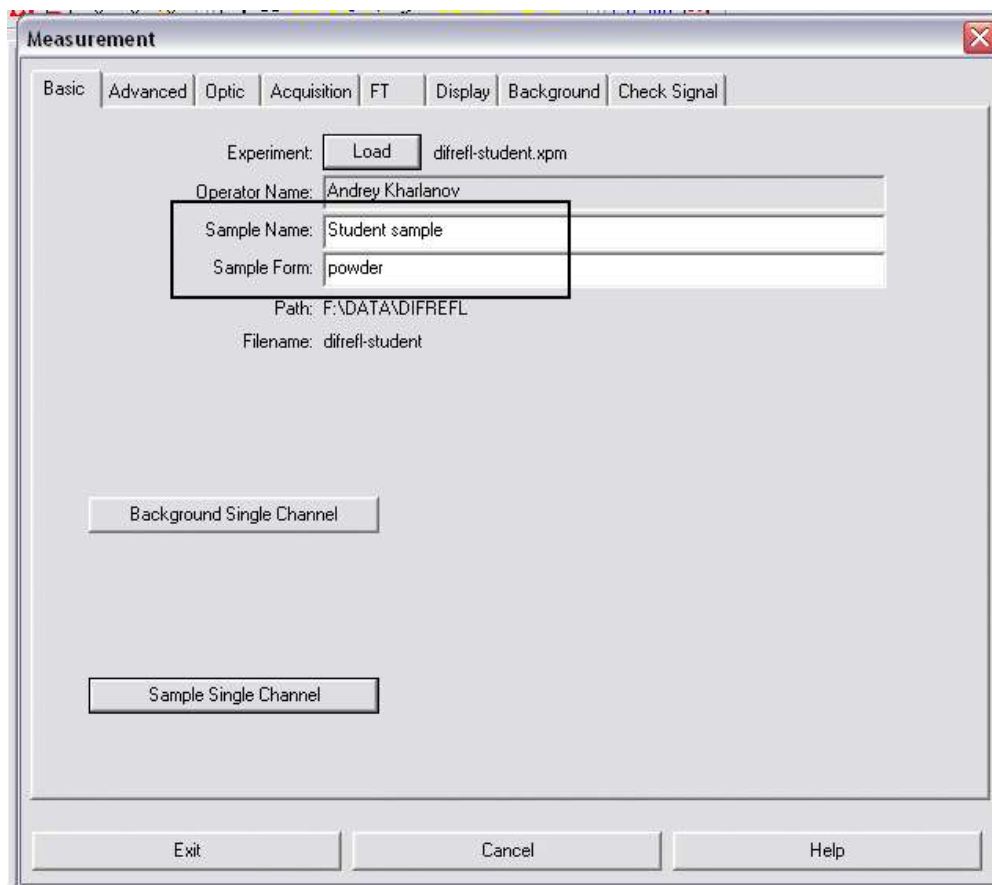 Measurement
Basic Advanced Optic Acquisition FT Display Background Check Signal
Experiment: Load difrefl-student.xpm
Operator Name: Andrey Kharlanov
Sample Name: Student sample
Sample Form: powder
Path: F:\DATA\DIFREFL
Filename: difrefl-student
Background Single Channel
Sample Single Channel
Exit Cancel Help